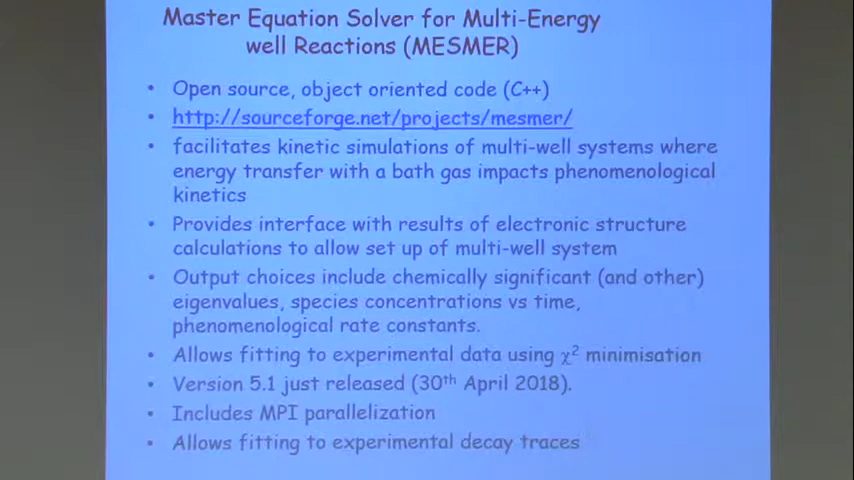 Master Equation Solver for Multi-Energy
well Reactions (MESMER)
• Open source, object oriented code (C++)
• http://sourceforge.net/projects/mesmer/
• facilitates kinetic simulations of multi-well systems where
energy transfer with a bath gas impacts phenomenological
kinetics
• Provides interface with results of electronic structure
calculations to allow set up of multi-well system
• Output choices include chemically significant (and other)
eigenvalues, species concentrations vs time,
phenomenological rate constants.
• Allows fitting to experimental data using χ² minimisation
• Version 5.1 just released (30th April 2018).
• Includes MPI parallelization
• Allows fitting to experimental decay traces